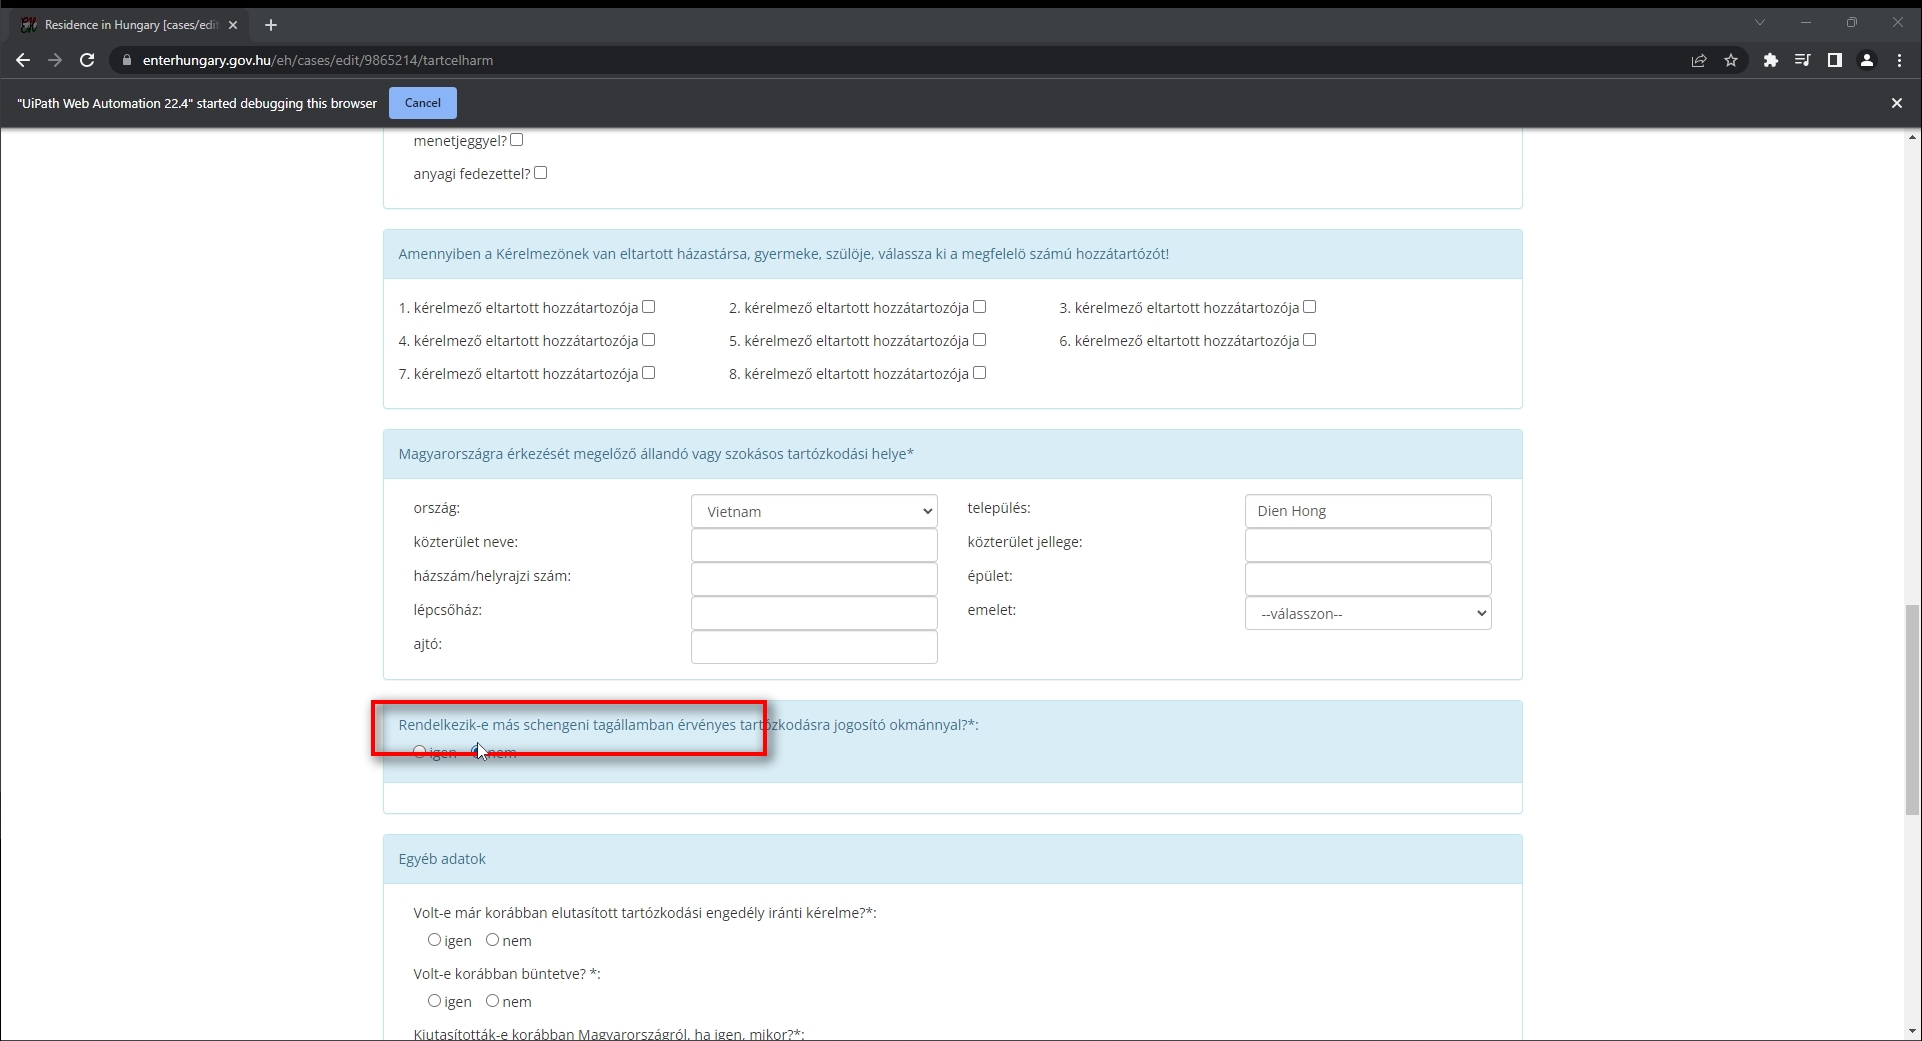 Residence in Hungary [cases/edit
enterhungary.gov.hu/eh/cases/edit/9865214/tartcelharm
"UiPath Web Automation 22.4" started debugging this browser Cancel
menetjeggyel?
anyagi fedezettel?
Amennyiben a Kérelmezönek van eltartott házastársa, gyermeke, szülöje, válassza ki a megfelelö számú hozzátartózót!
1. kérelmező eltartott hozzátartozója 2. kérelmező eltartott hozzátartozója 3. kérelmező eltartott hozzátartozója
4. kérelmező eltartott hozzátartozója 5. kérelmező eltartott hozzátartozója 6. kérelmező eltartott hozzátartozója
7. kérelmező eltartott hozzátartozója 8. kérelmező eltartott hozzátartozója
Magyarországra érkezését megelőző állandó vagy szokásos tartózkodási helye*
ország: Vietnam település: Dien Hong
közterület neve: közterület jellege:
házszám/helyrajzi szám: épület:
lépcsőház: emelet: --válasszon--
ajtó:
Rendelkezik-e más schengeni tagállamban érvényes tartózkodásra jogosító okmánnyal?*:
igen nem
Egyéb adatok
Volt-e már korábban elutasított tartózkodási engedély iránti kérelme?*:
igen nem
Volt-e korábban büntetve? *:
igen nem
Kiutasították-e korábban Magyarországról, ha igen, mikor?*: